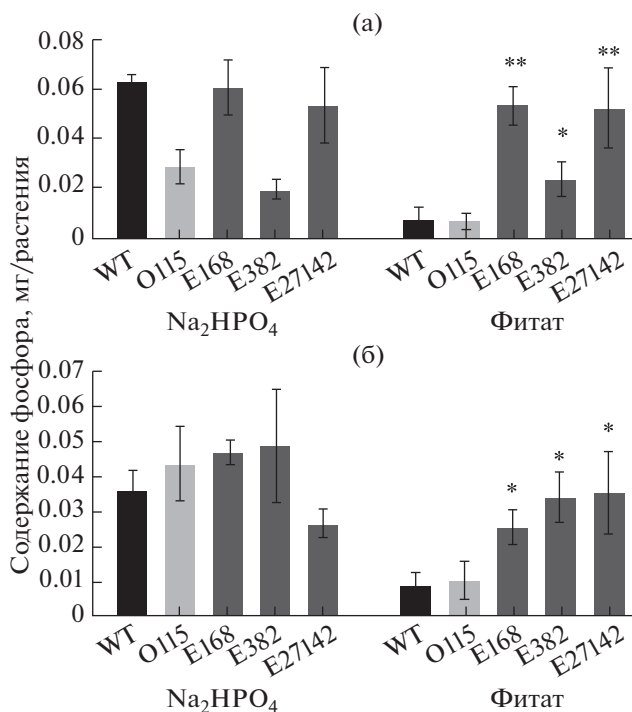 (а)
Содержание фосфора, мг/растения
0.08
0.06
0.04
0.02
0
** ** *
WT O115 E168 E382 E27142 WT O115 E168 E382 E27142
Na₂HPO₄ Фитат
(б)
0.07
0.06
0.05
0.04
0.03
0.02
0.01
0
* * *
WT O115 E168 E382 E27142 WT O115 E168 E382 E27142
Na₂HPO₄ Фитат